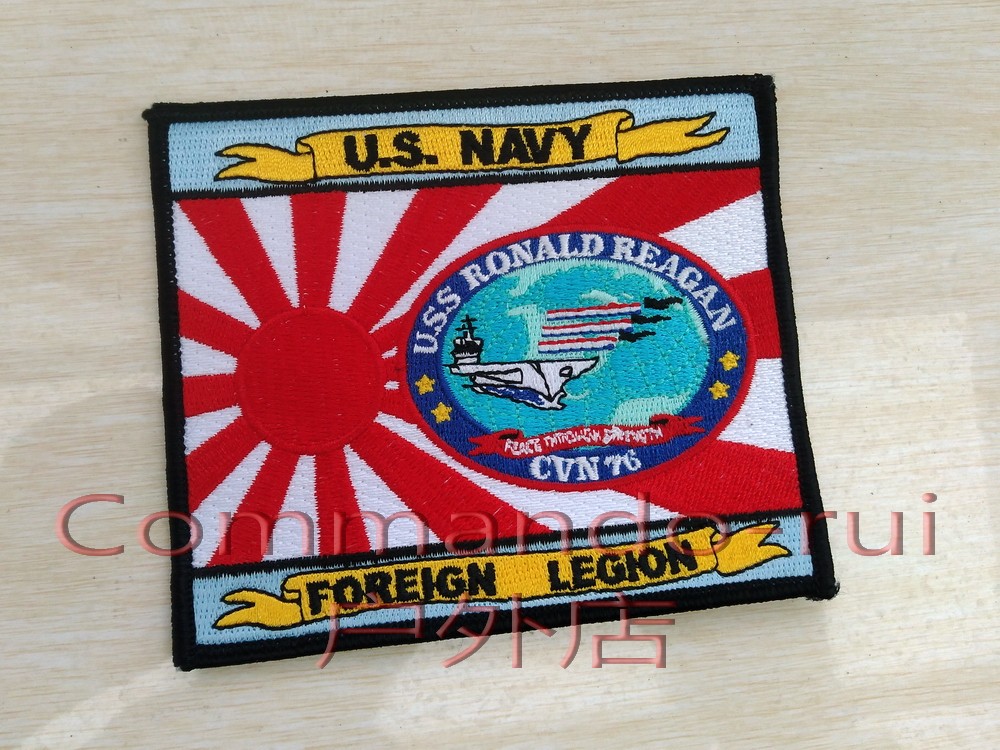 U.S. NAVY
USS RONALD REAGAN
PEACE THROUGH STRENGTH
CVN 76
Commando rui
FOREIGN LEGION
户外店